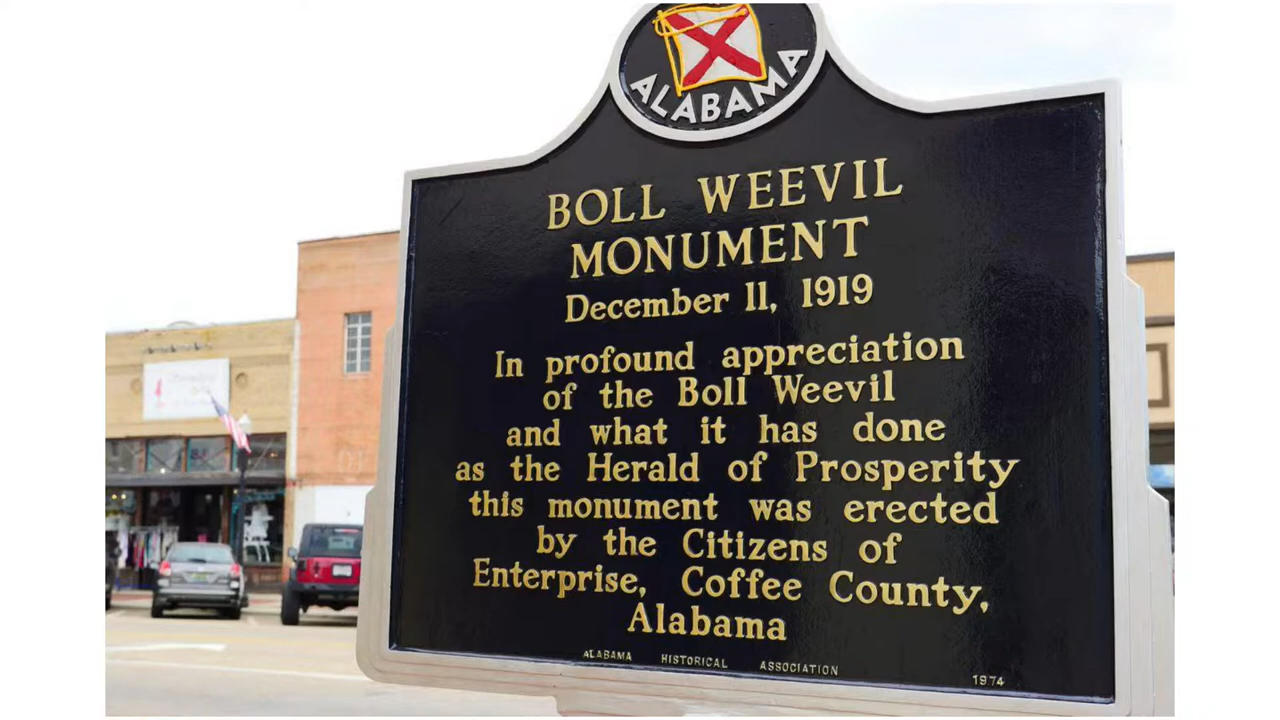 ALABAMA
BOLL WEEVIL
MONUMENT
December 11, 1919
In profound appreciation
of the Boll Weevil
and what it has done
as the Herald of Prosperity
this monument was erected
by the Citizens of
Enterprise, Coffee County,
Alabama
ALABAMA HISTORICAL ASSOCIATION 1974